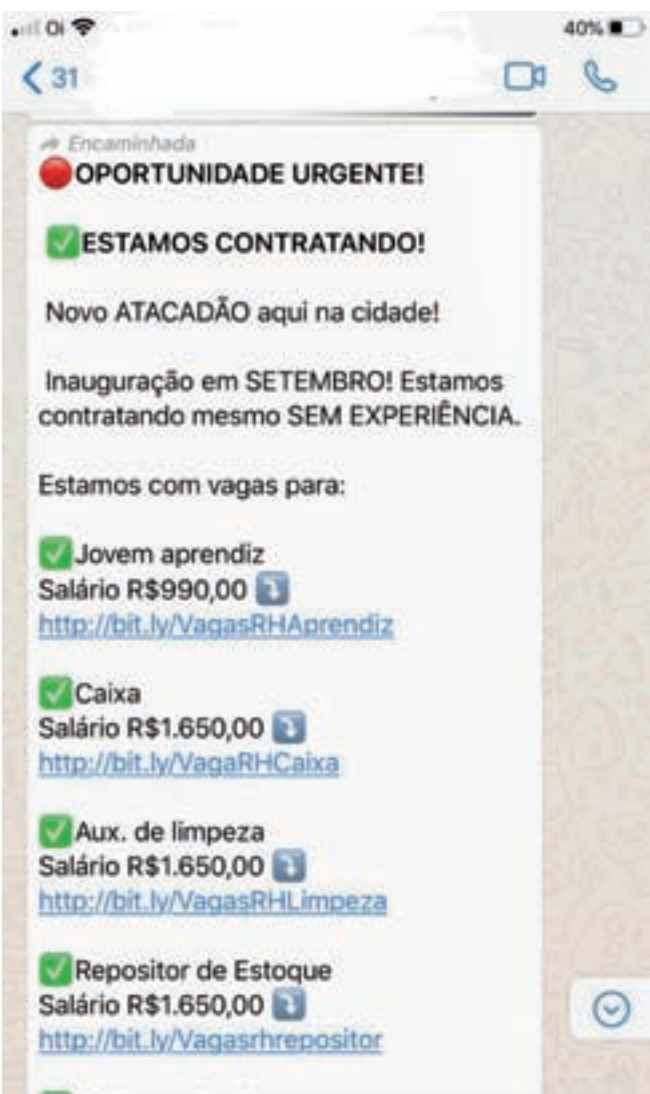 Oi 40%
31
Encaminhada
OPORTUNIDADE URGENTE!
ESTAMOS CONTRATANDO!
Novo ATACADÃO aqui na cidade!
Inauguração em SETEMBRO! Estamos
contratando mesmo SEM EXPERIÊNCIA.
Estamos com vagas para:
Jovem aprendiz
Salário R$990,00
http://bit.ly/VagasRHAprendiz
Caixa
Salário R$1.650,00
http://bit.ly/VagaRHCaixa
Aux. de limpeza
Salário R$1.650,00
http://bit.ly/VagasRHLimpeza
Repositor de Estoque
Salário R$1.650,00
http://bit.ly/Vagasrhrepositor